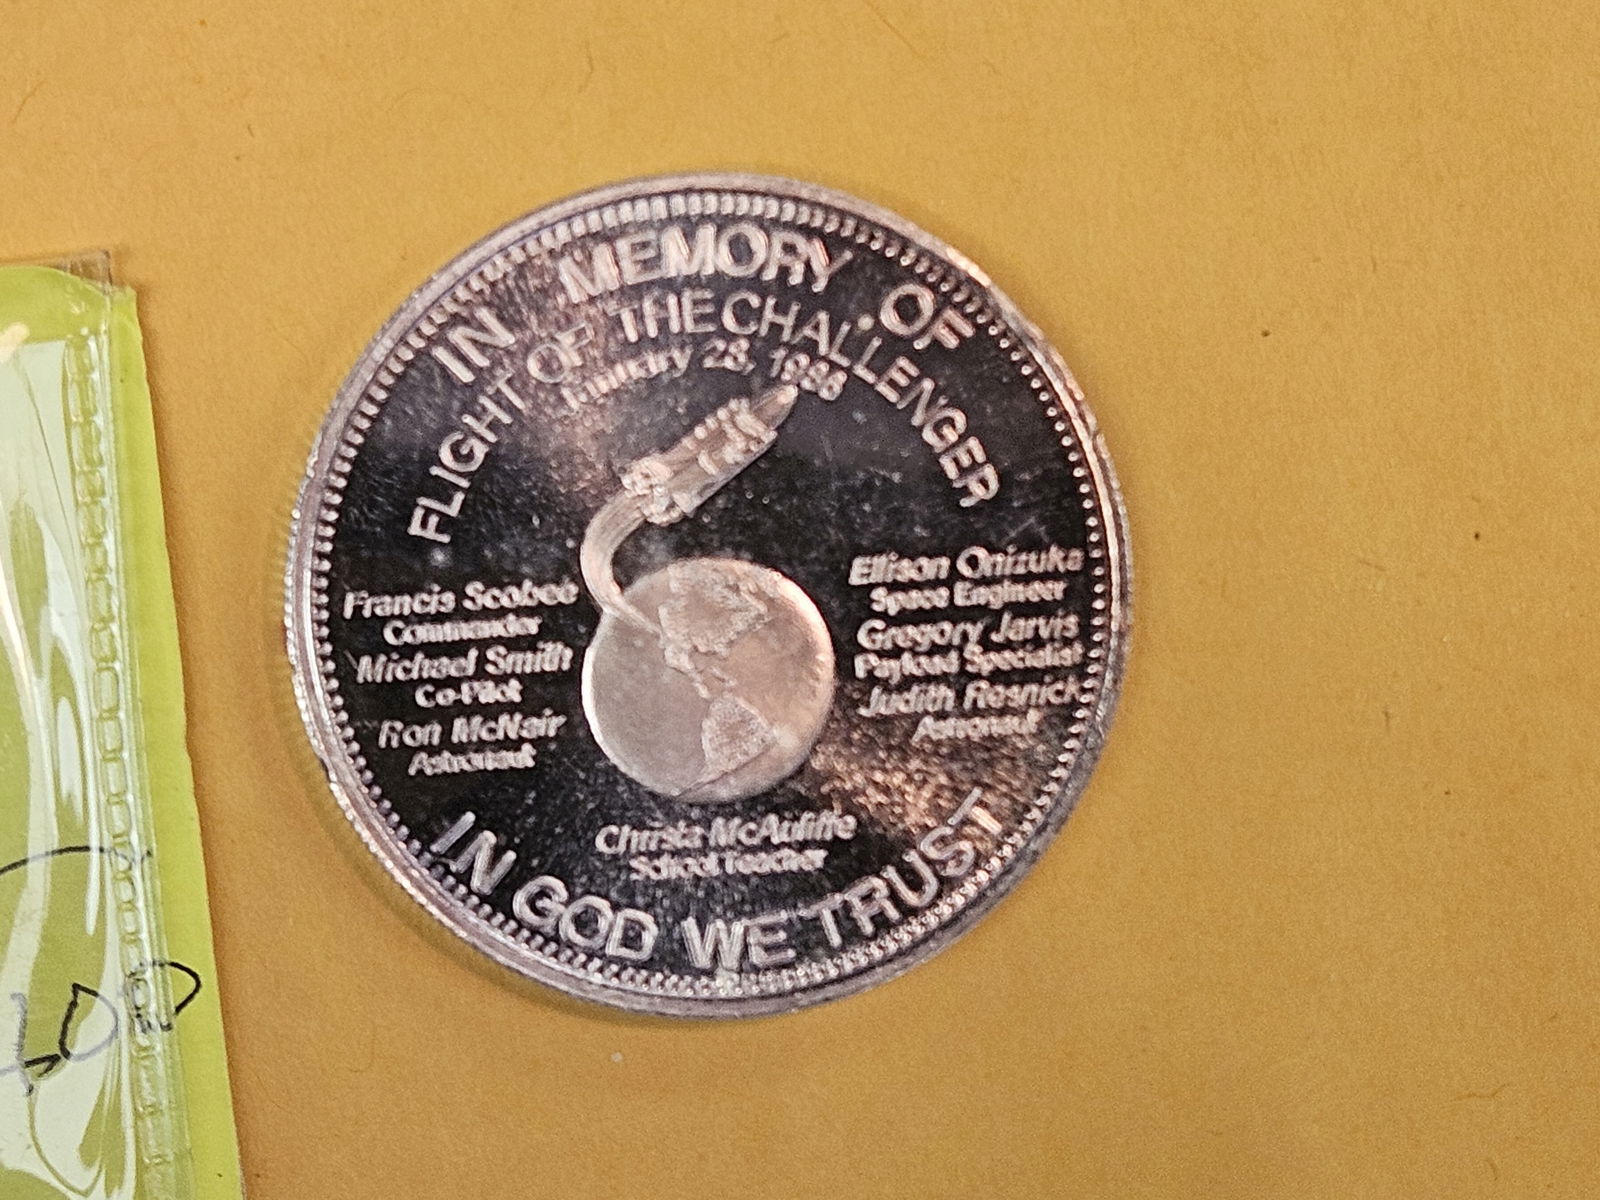 IN MEMORY OF
FLIGHT OF THE CHALLENGER
January 28, 1986
Francis Scobee
Commander
Michael Smith
Co-Pilot
Ron McNair
Astronaut
Ellison Onizuka
Space Engineer
Gregory Jarvis
Payload Specialist
Judith Resnick
Astronaut
Christa McAuliffe
School Teacher
IN GOD WE TRUST